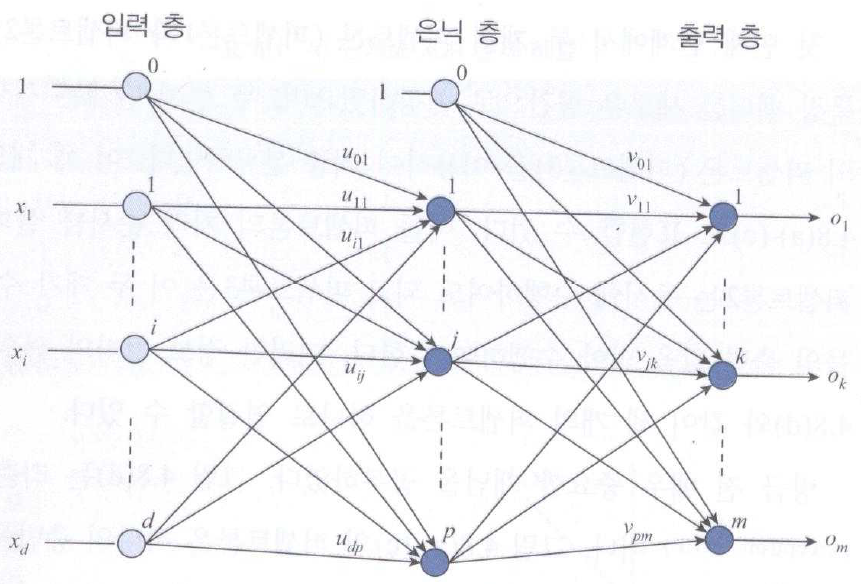 입력 층 은닉 층 출력 층
0 0
1 1
u01 v01
1 1 1
x1 u11 v11 o1
ui1
i j k
xi uij vjk ok
d p m
xd udp vpm om